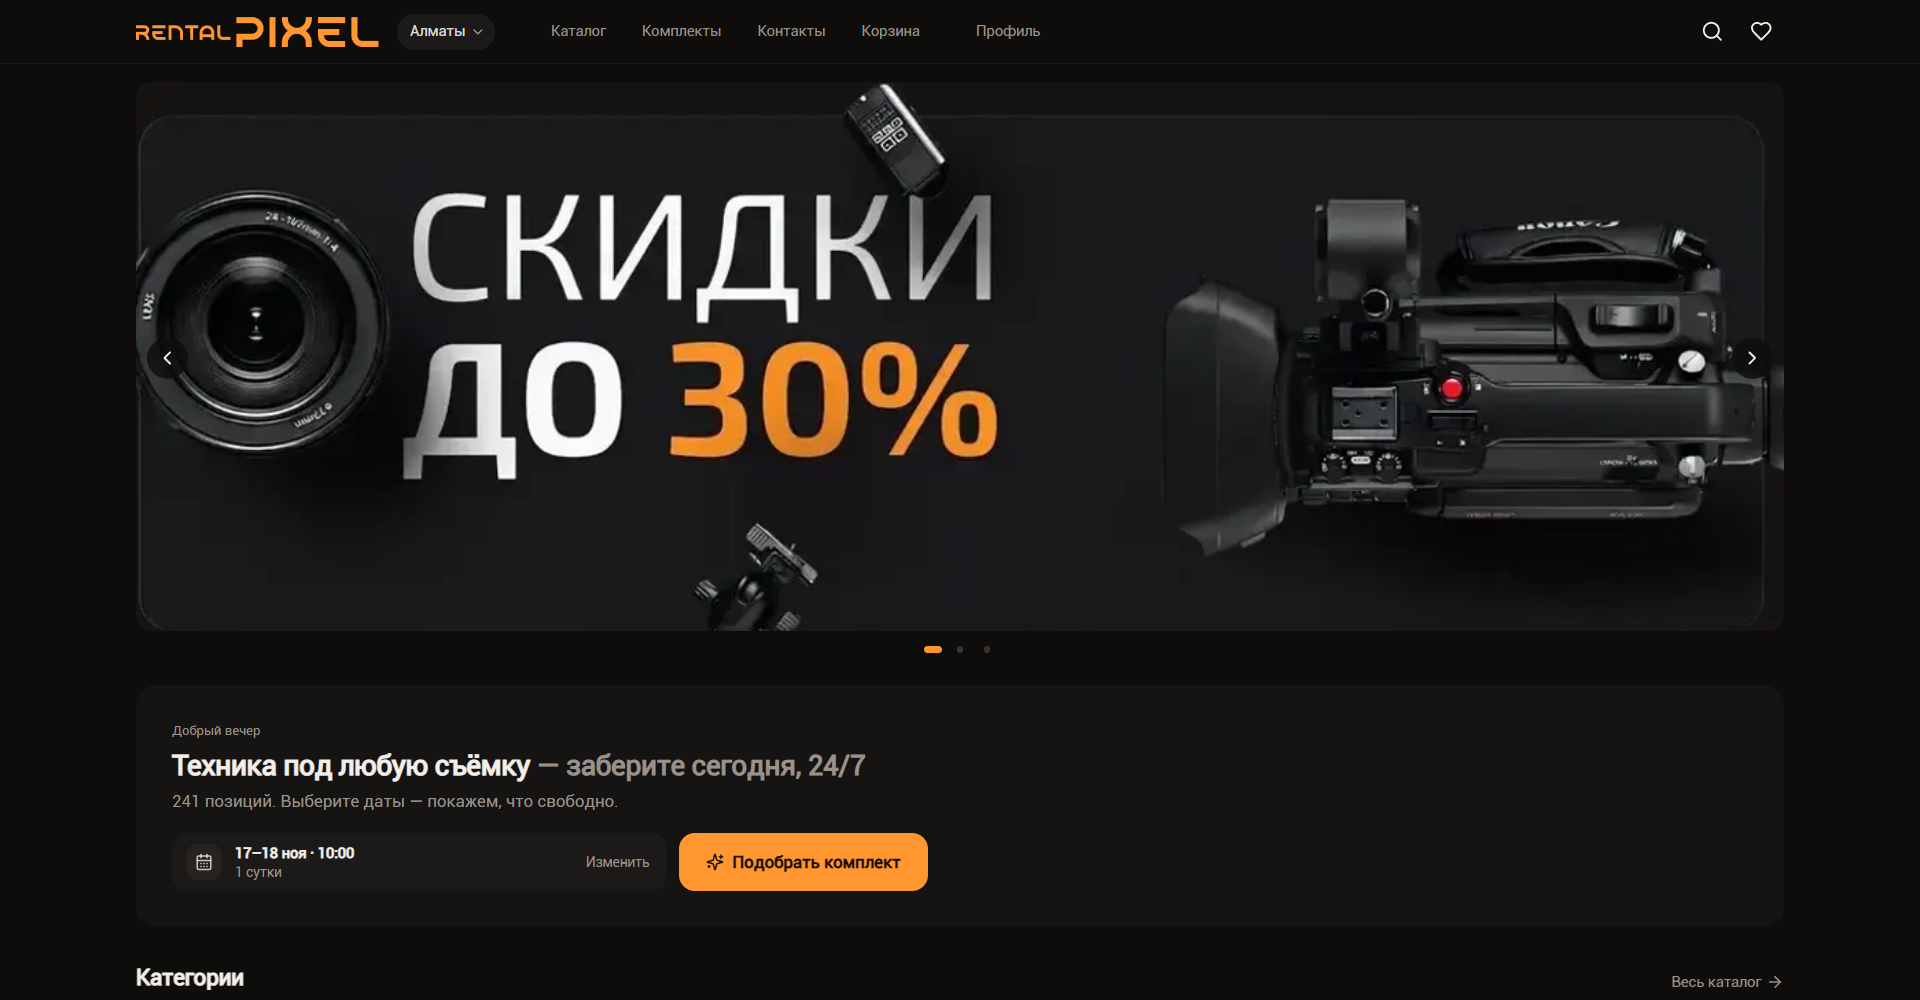 RENTAL PIXEL
Алматы
Каталог
Комплекты
Контакты
Корзина
Профиль
СКИДКИ
ДО 30%
Canon
Добрый вечер
Техника под любую съёмку — заберите сегодня, 24/7
241 позиций. Выберите даты — покажем, что свободно.
17–18 ноя · 10:00
1 сутки
Изменить
Подобрать комплект
Категории
Весь каталог